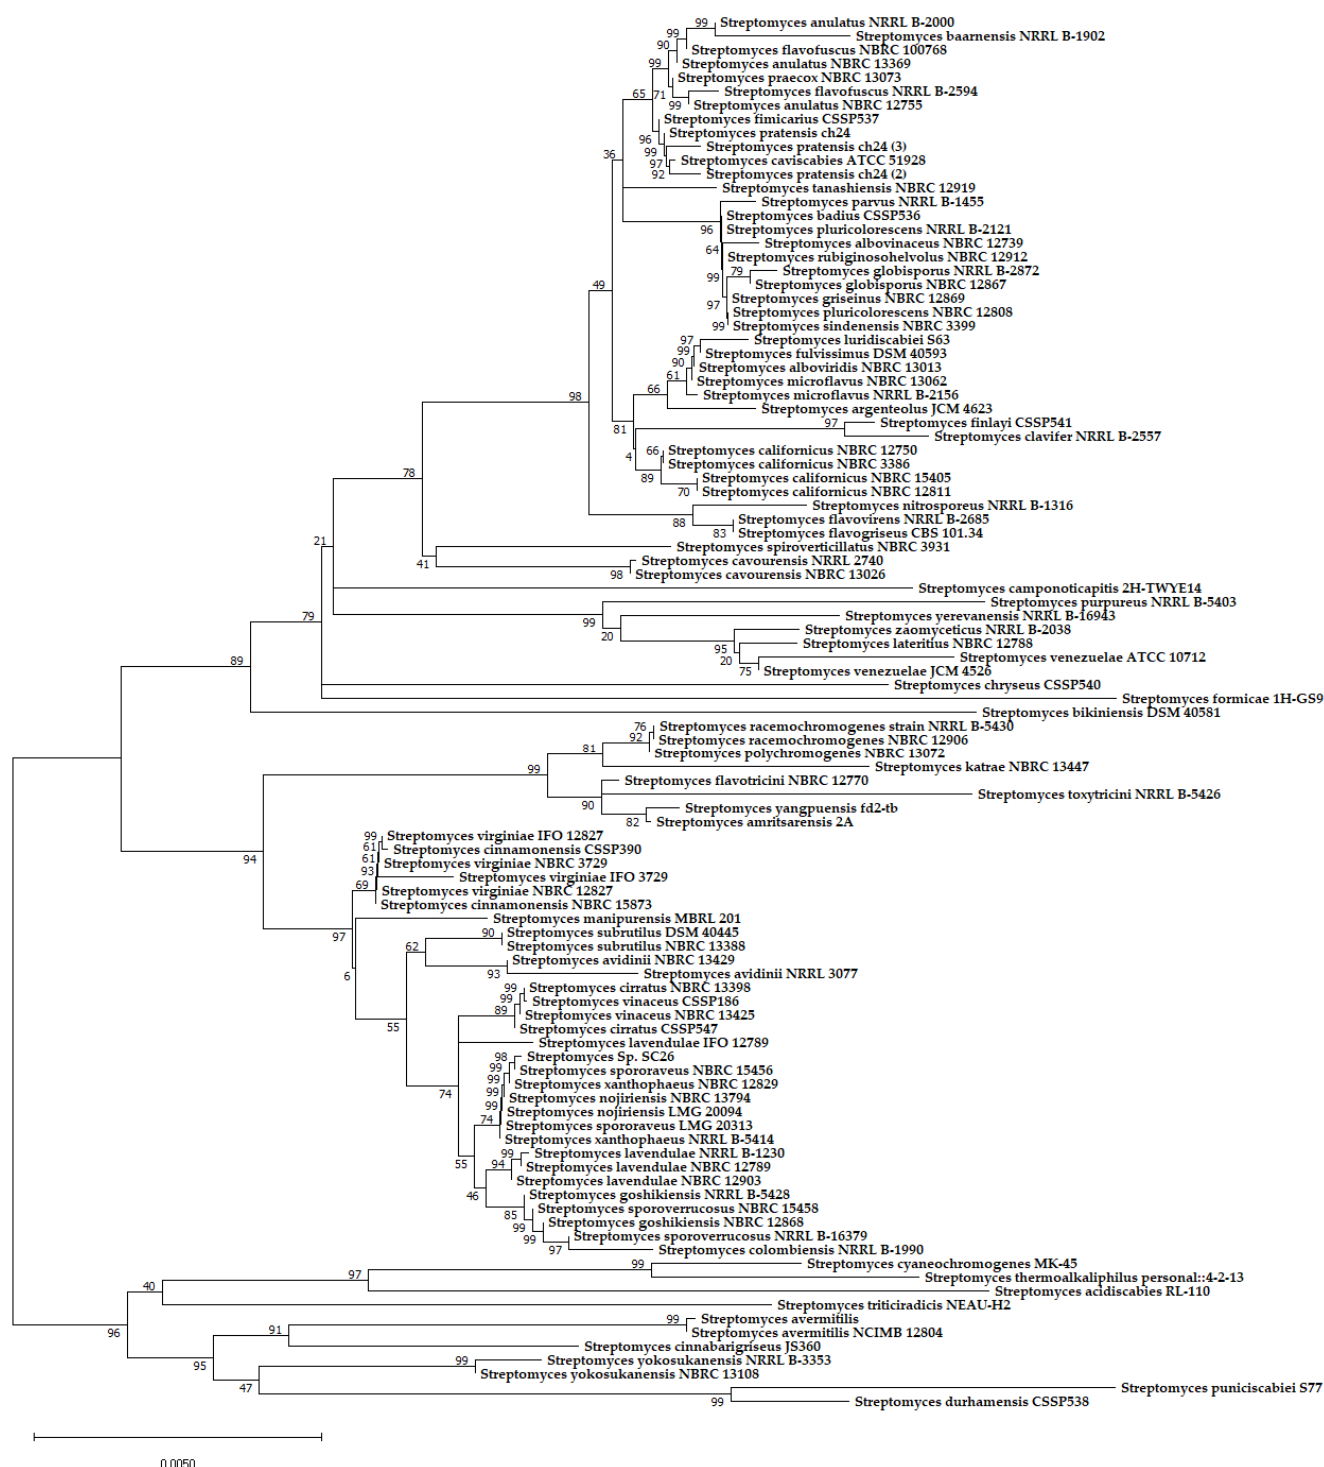 99 Streptomyces anulatus NRRL B-2000
99 Streptomyces baarnensis NRRL B-1902
90 Streptomyces flavofuscus NBRC 100768
99 Streptomyces anulatus NBRC 13369
Streptomyces praecox NBRC 13073
65 71 Streptomyces flavofuscus NRRL B-2594
99 Streptomyces anulatus NBRC 12755
Streptomyces fimicarius CSSP537
96 Streptomyces pratensis ch24
99 Streptomyces pratensis ch24 (3)
36 97 Streptomyces caviscabies ATCC 51928
92 Streptomyces pratensis ch24 (2)
Streptomyces tanashiensis NBRC 12919
Streptomyces parvus NRRL B-1455
Streptomyces badius CSSP536
96 Streptomyces pluricolorescens NRRL B-2121
64 Streptomyces albovinaceus NBRC 12739
Streptomyces rubiginosohelvolus NBRC 12912
99 79 Streptomyces globisporus NRRL B-2872
49 Streptomyces globisporus NBRC 12867
97 Streptomyces griseinus NBRC 12869
Streptomyces pluricolorescens NBRC 12808
99 Streptomyces sindenensis NBRC 3399
97 Streptomyces luridiscabiei S63
99 Streptomyces fulvissimus DSM 40593
90 Streptomyces alboviridis NBRC 13013
61 Streptomyces microflavus NBRC 13062
98 66 Streptomyces microflavus NRRL B-2156
Streptomyces argenteolus JCM 4623
81 97 Streptomyces finlayi CSSP541
Streptomyces clavifer NRRL B-2557
4 66 Streptomyces californicus NBRC 12750
Streptomyces californicus NBRC 3386
78 89 Streptomyces californicus NBRC 15405
70 Streptomyces californicus NBRC 12811
Streptomyces nitrosporeus NRRL B-1316
88 Streptomyces flavovirens NRRL B-2685
83 Streptomyces flavogriseus CBS 101.34
21 Streptomyces spiroverticillatus NBRC 3931
41 Streptomyces cavourensis NRRL 2740
98 Streptomyces cavourensis NBRC 13026
Streptomyces camponoticapitis 2H-TWYE14
Streptomyces purpureus NRRL B-5403
79 99 Streptomyces yerevanensis NRRL B-16943
20 Streptomyces zaomyceticus NRRL B-2038
95 Streptomyces lateritius NBRC 12788
89 20 Streptomyces venezuelae ATCC 10712
75 Streptomyces venezuelae JCM 4526
Streptomyces chryseus CSSP540
Streptomyces formicae 1H-GS9
Streptomyces bikiniensis DSM 40581
76 Streptomyces racemochromogenes strain NRRL B-5430
92 Streptomyces racemochromogenes NBRC 12906
81 Streptomyces polychromogenes NBRC 13072
99 Streptomyces katrae NBRC 13447
Streptomyces flavotricini NBRC 12770
Streptomyces toxytricini NRRL B-5426
90 Streptomyces yangpuensis fd2-tb
82 Streptomyces amritsarensis 2A
99 Streptomyces virginiae IFO 12827
61 Streptomyces cinnamonensis CSSP390
94 61 Streptomyces virginiae NBRC 3729
93 Streptomyces virginiae IFO 3729
69 Streptomyces virginiae NBRC 12827
Streptomyces cinnamonensis NBRC 15873
Streptomyces manipurensis MBRL 201
97 90 Streptomyces subrutilus DSM 40445
62 Streptomyces subrutilus NBRC 13388
Streptomyces avidinii NBRC 13429
6 93 Streptomyces avidinii NRRL 3077
99 Streptomyces cirratus NBRC 13398
99 Streptomyces vinaceus CSSP186
89 Streptomyces vinaceus NBRC 13425
55 Streptomyces cirratus CSSP547
Streptomyces lavendulae IFO 12789
98 Streptomyces Sp. SC26
99 Streptomyces spororaveus NBRC 15456
99 Streptomyces xanthophaeus NBRC 12829
74 99 Streptomyces nojiriensis NBRC 13794
99 Streptomyces nojiriensis LMG 20094
74 Streptomyces spororaveus LMG 20313
Streptomyces xanthophaeus NRRL B-5414
99 Streptomyces lavendulae NRRL B-1230
55 94 Streptomyces lavendulae NBRC 12789
Streptomyces lavendulae NBRC 12903
46 Streptomyces goshikiensis NRRL B-5428
85 Streptomyces sporoverrucosus NBRC 15458
99 Streptomyces goshikiensis NBRC 12868
99 Streptomyces sporoverrucosus NRRL B-16379
97 Streptomyces colombiensis NRRL B-1990
99 Streptomyces cyaneochromogenes MK-45
97 Streptomyces thermoalkaliphilus personal::4-2-13
40 Streptomyces acidiscabies RL-110
Streptomyces triticiradicis NEAU-H2
99 Streptomyces avermitilis
96 91 Streptomyces avermitilis NCIMB 12804
Streptomyces cinnabarigriseus JS360
95 99 Streptomyces yokosukanensis NRRL B-3353
Streptomyces yokosukanensis NBRC 13108
47 Streptomyces puniciscabiei S77
99 Streptomyces durhamensis CSSP538
0.0050